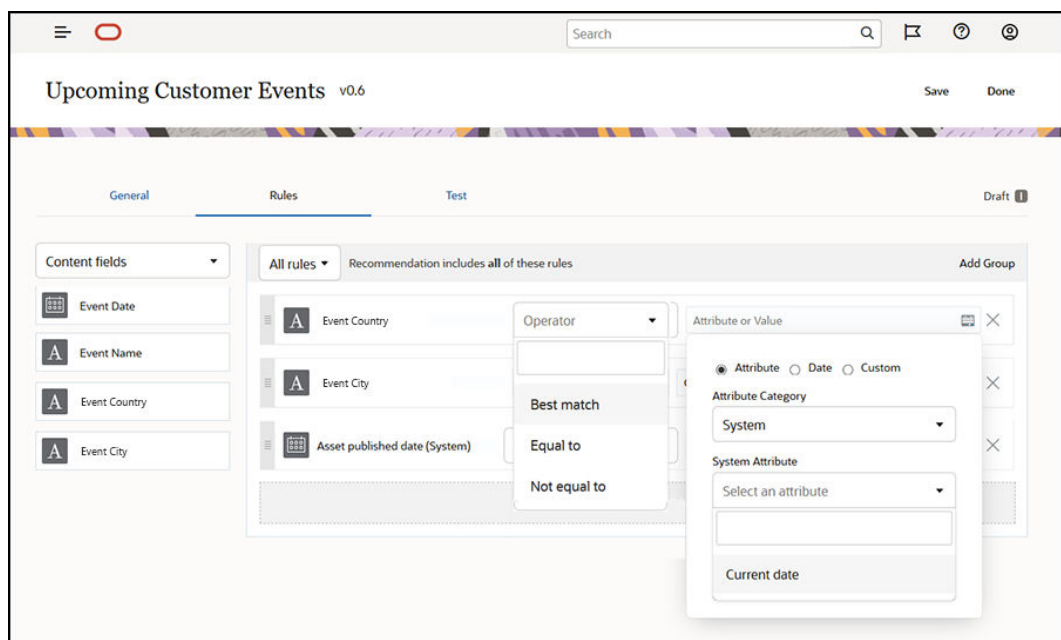 Search
Upcoming Customer Events v0.6
Save Done
General Rules Test Draft
Content fields
All rules Recommendation includes all of these rules Add Group
Event Date
A Event Country Operator Attribute or Value
A Event Name
Attribute Date Custom
A Event City
Attribute Category
A Event Country
Best match
System
Asset published date (System)
Equal to
A Event City
System Attribute
Not equal to
Select an attribute
Current date